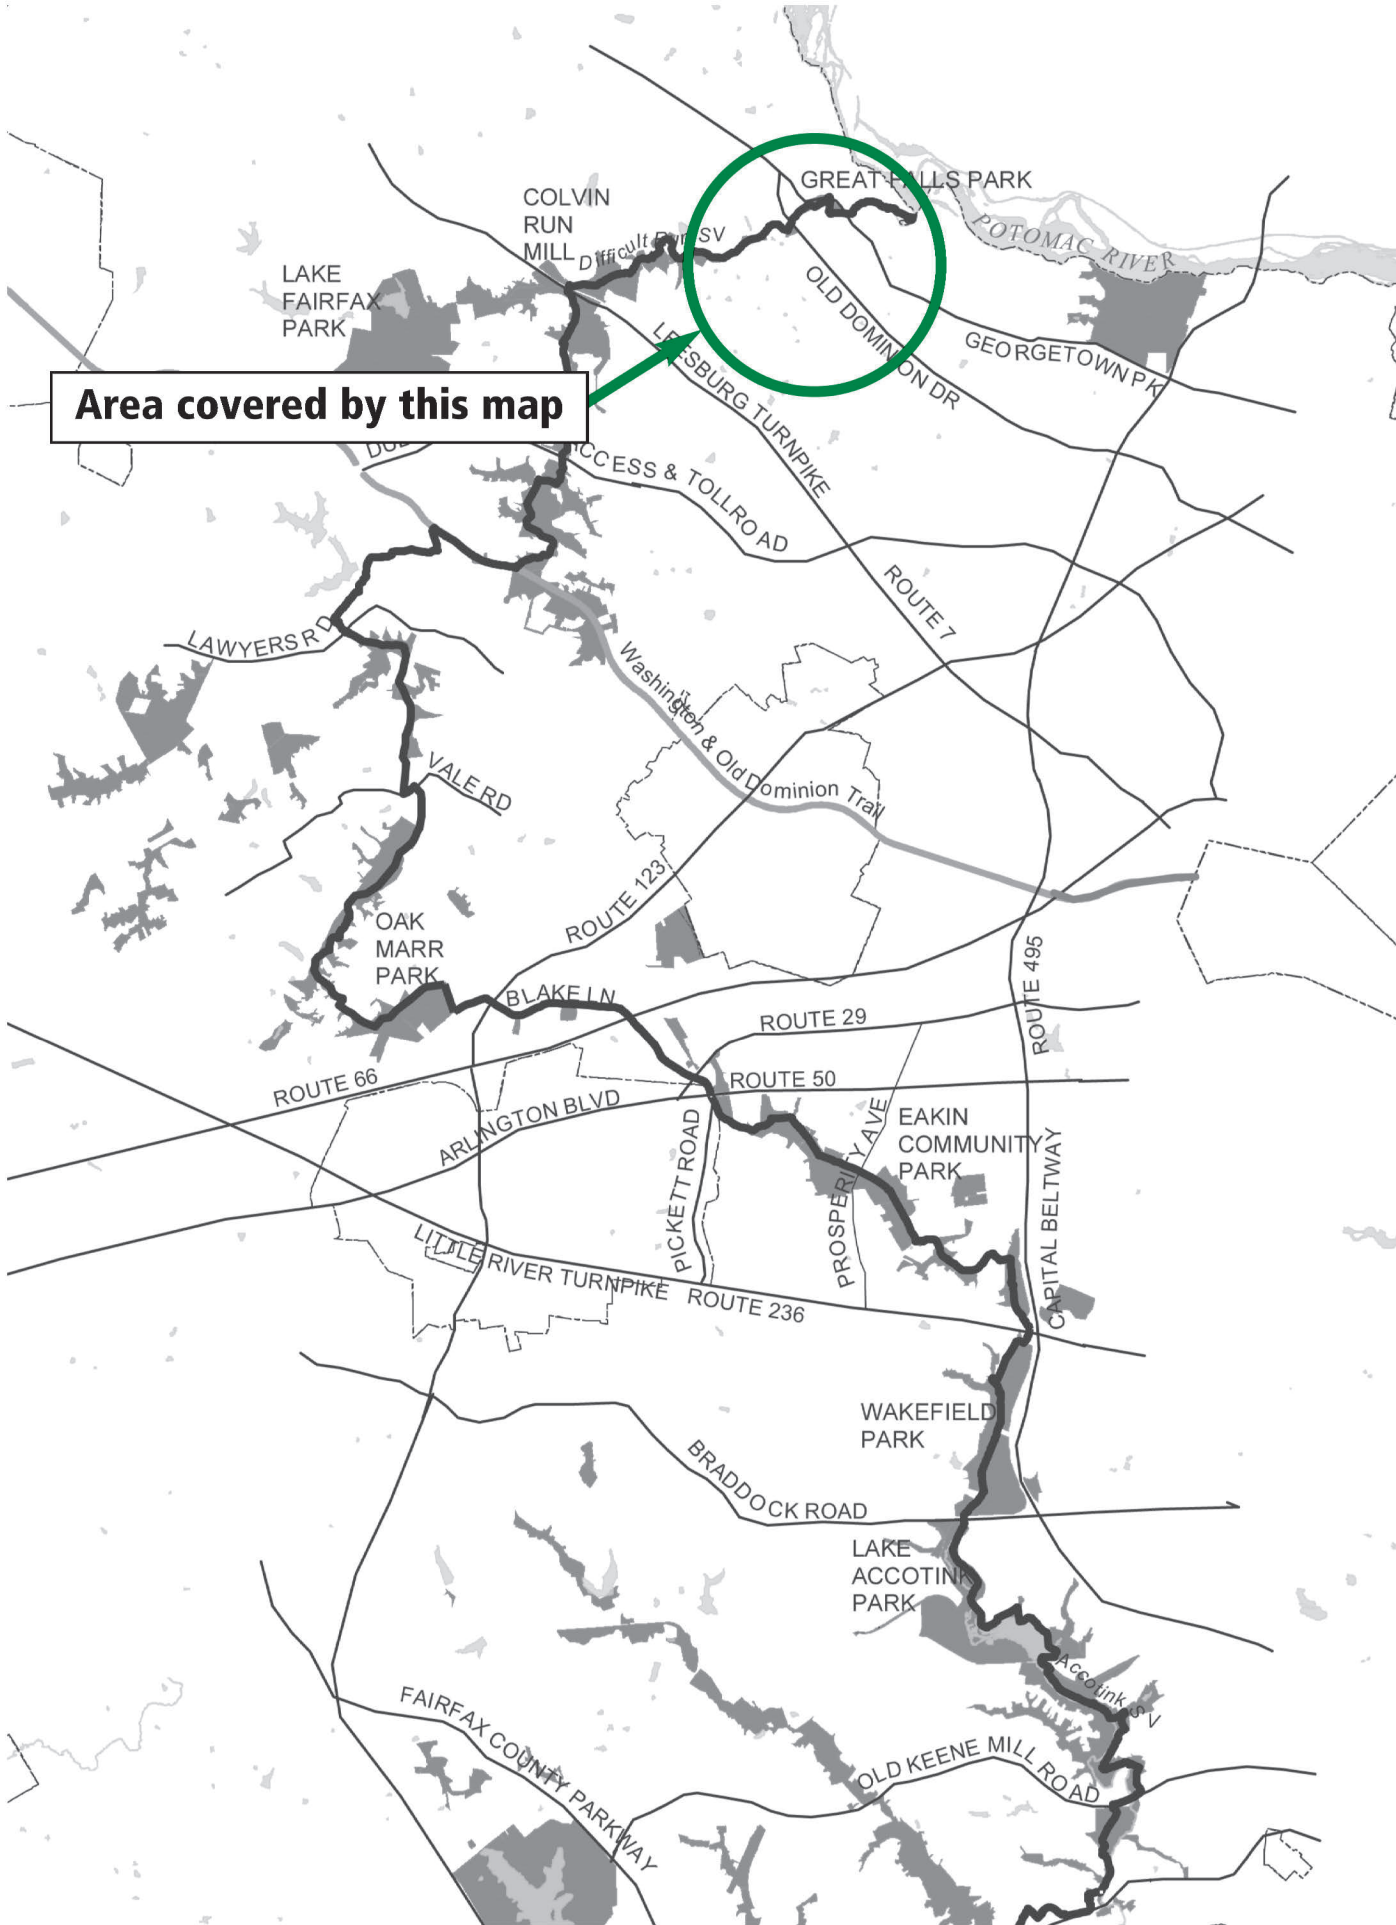 GREAT FALLS PARK
COLVIN
RUN
MILL
Difficult Run SV
POTOMAC RIVER
LAKE
FAIRFAX
PARK
OLD DOMINION DR
GEORGETOWN PK
LEESBURG TURNPIKE
Area covered by this map
ACCESS & TOLLROAD
ROUTE 7
LAWYERS RD
Washington & Old Dominion Trail
VALE RD
ROUTE 123
OAK
MARR
PARK
BLAKE LN
ROUTE 495
ROUTE 29
ROUTE 66
ROUTE 50
ARLINGTON BLVD
PICKETT ROAD
PROSPERITY AVE
EAKIN
COMMUNITY
PARK
CAPITAL BELTWAY
LITTLE RIVER TURNPIKE ROUTE 236
WAKEFIELD
PARK
BRADDOCK ROAD
LAKE
ACCOTINK
PARK
Accotink SV
FAIRFAX COUNTY PARKWAY
OLD KEENE MILL ROAD